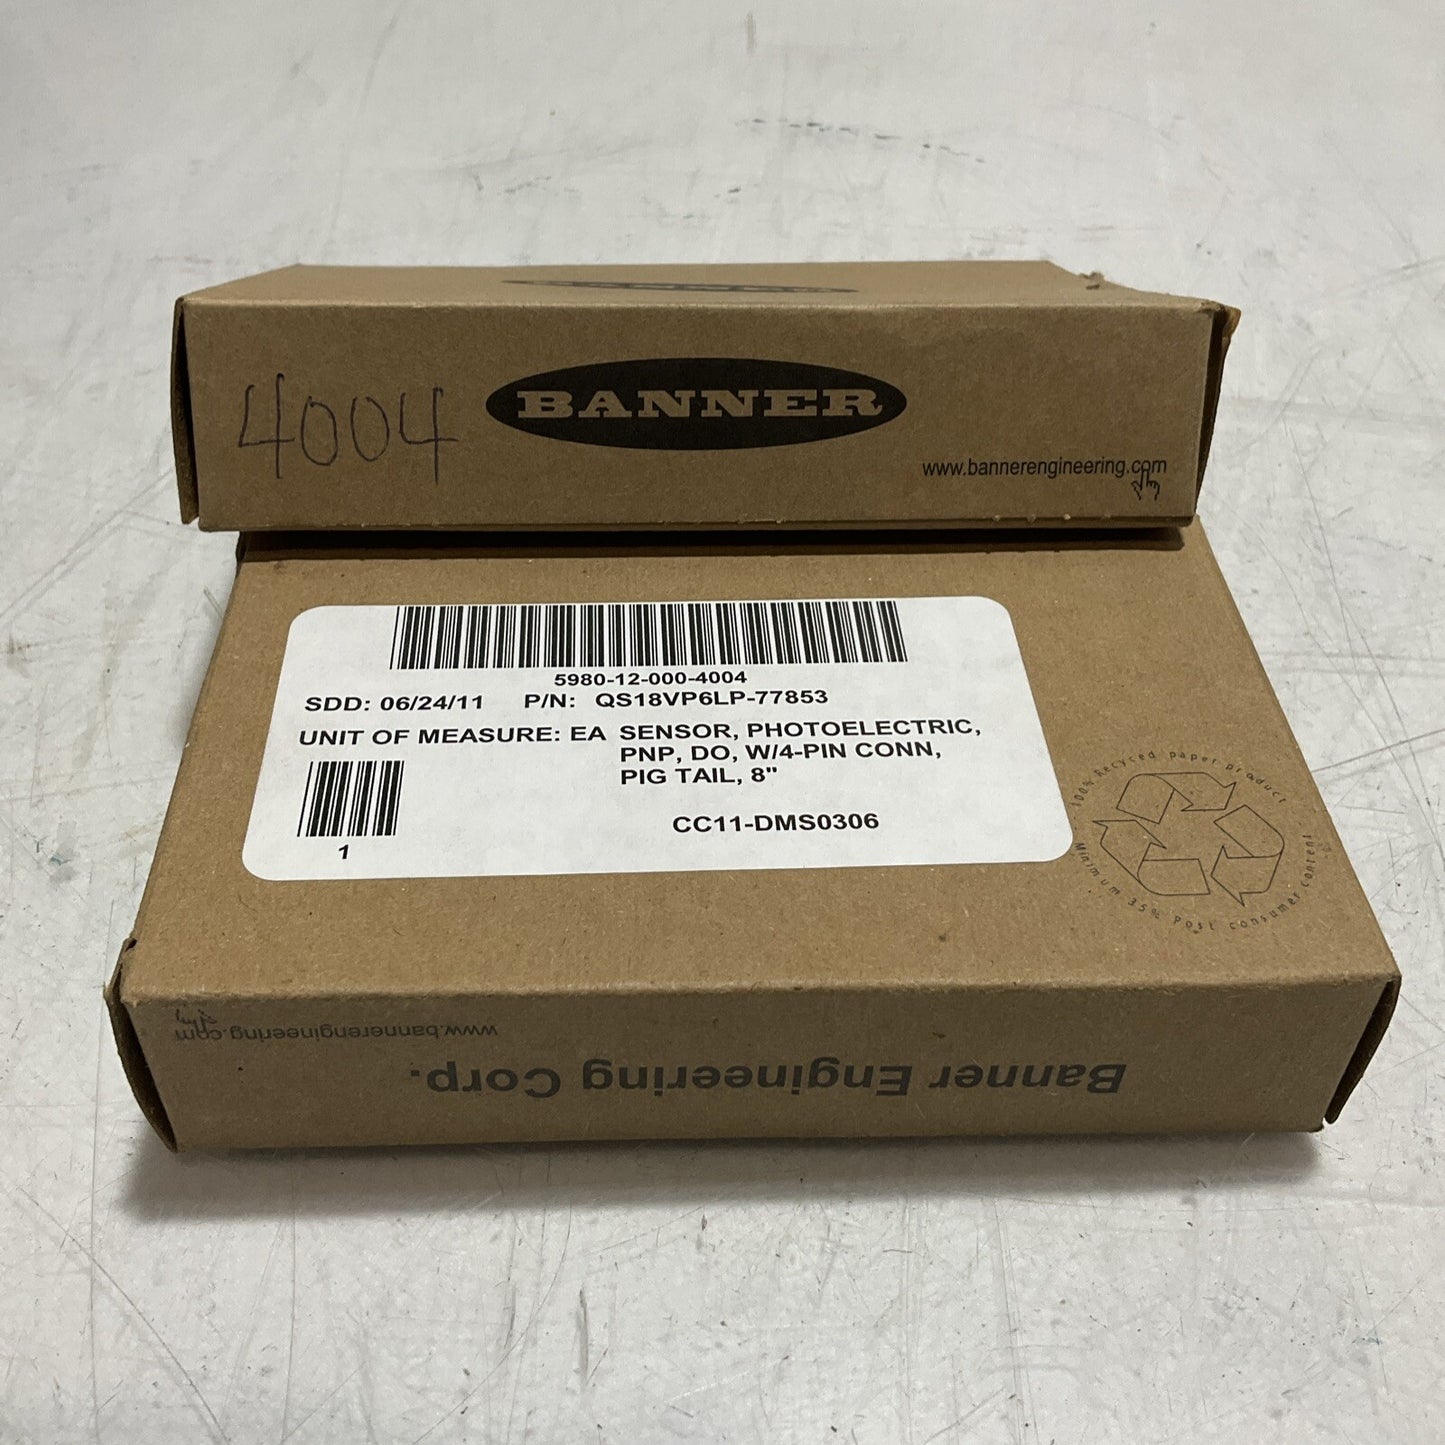 4004
BANNER
www.bannerengineering.com
5980-12-000-4004
SDD: 06/24/11 P/N: QS18VP6LP-77853
UNIT OF MEASURE: EA SENSOR, PHOTOELECTRIC,
PNP, DO, W/4-PIN CONN,
PIG TAIL, 8"
CC11-DMS0306
1
100% Recycled paper product
Minimum 35% Post consumer content
www.bannerengineering.com
Banner Engineering Corp.